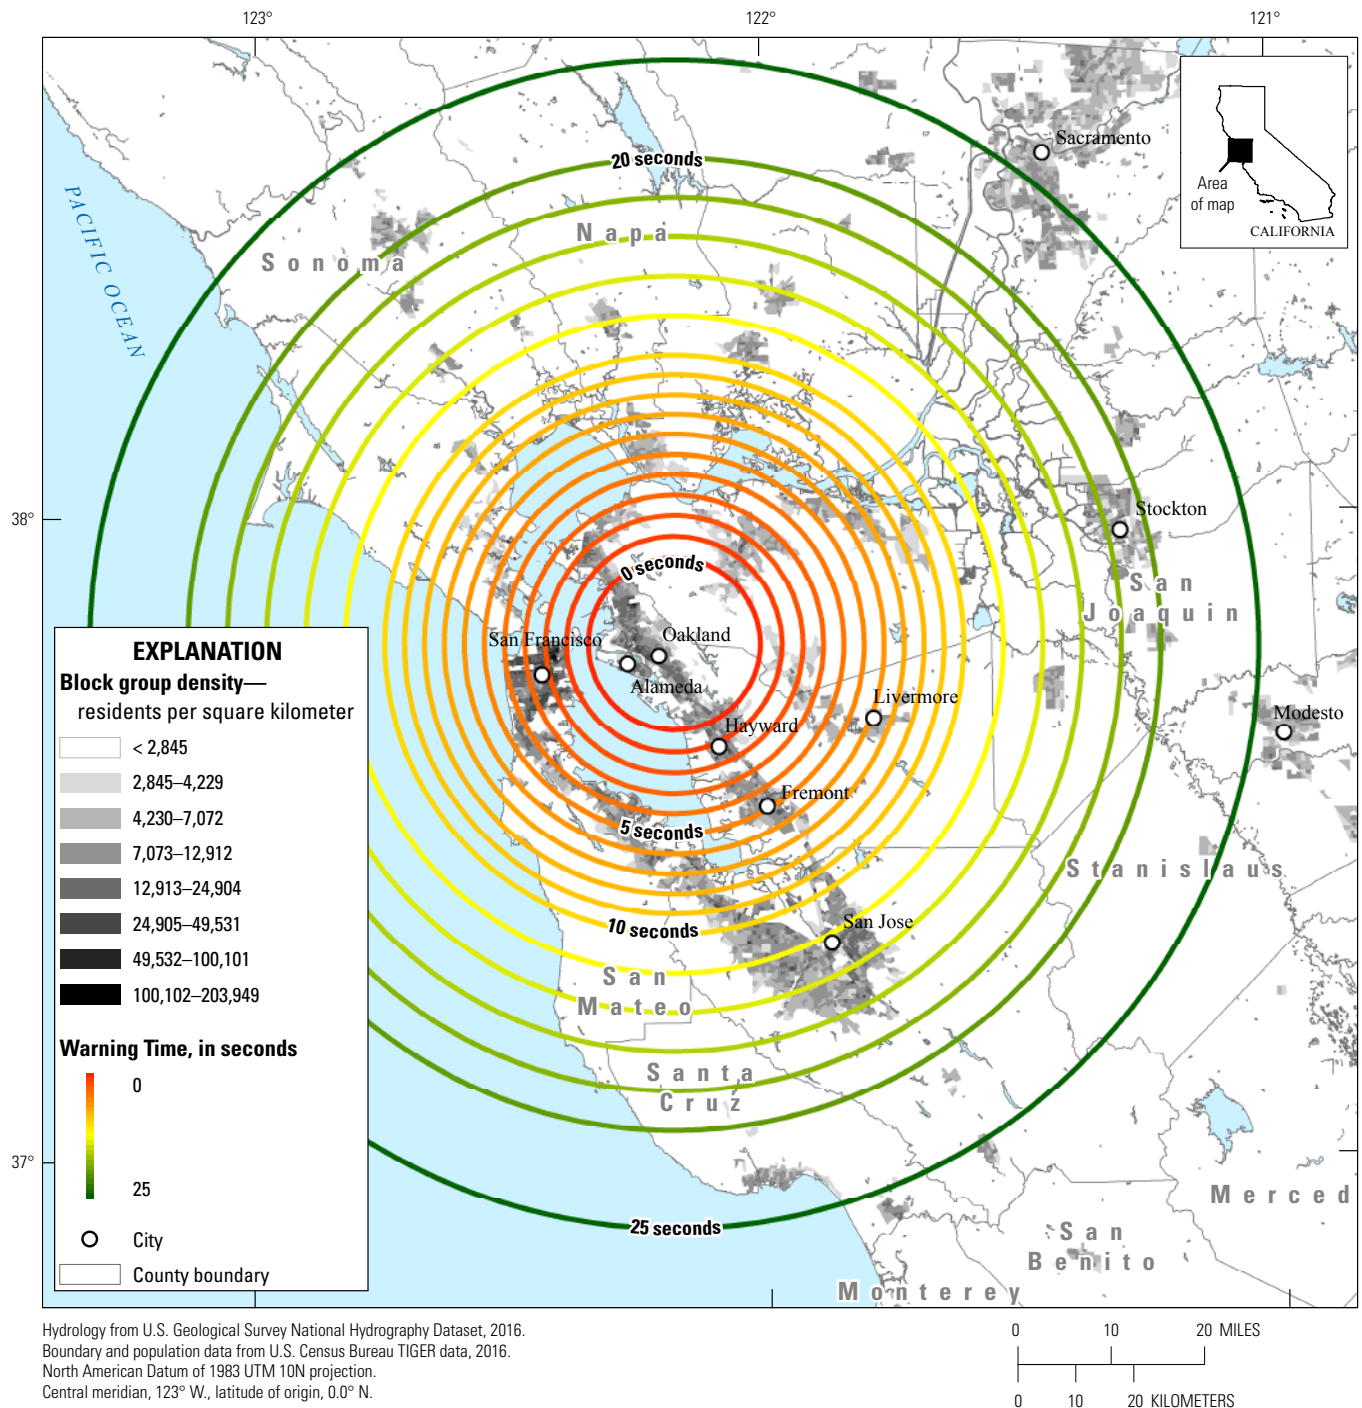 123°
122°
121°
Sacramento
Area
of map
CALIFORNIA
20 seconds
PACIFIC OCEAN
Napa
Sonoma
38°
Stockton
0 seconds
San
Joaquin
San Francisco
Oakland
Alameda
Livermore
Hayward
Modesto
Fremont
5 seconds
Stanislaus
San Jose
10 seconds
San
Mateo
Santa
Cruz
37°
Merced
25 seconds
San
Benito
Monterey
EXPLANATION
Block group density—
residents per square kilometer
< 2,845
2,845–4,229
4,230–7,072
7,073–12,912
12,913–24,904
24,905–49,531
49,532–100,101
100,102–203,949
Warning Time, in seconds
0
25
City
County boundary
Hydrology from U.S. Geological Survey National Hydrography Dataset, 2016.
Boundary and population data from U.S. Census Bureau TIGER data, 2016.
North American Datum of 1983 UTM 10N projection.
Central meridian, 123° W., latitude of origin, 0.0° N.
0 10 20 MILES
0 10 20 KILOMETERS